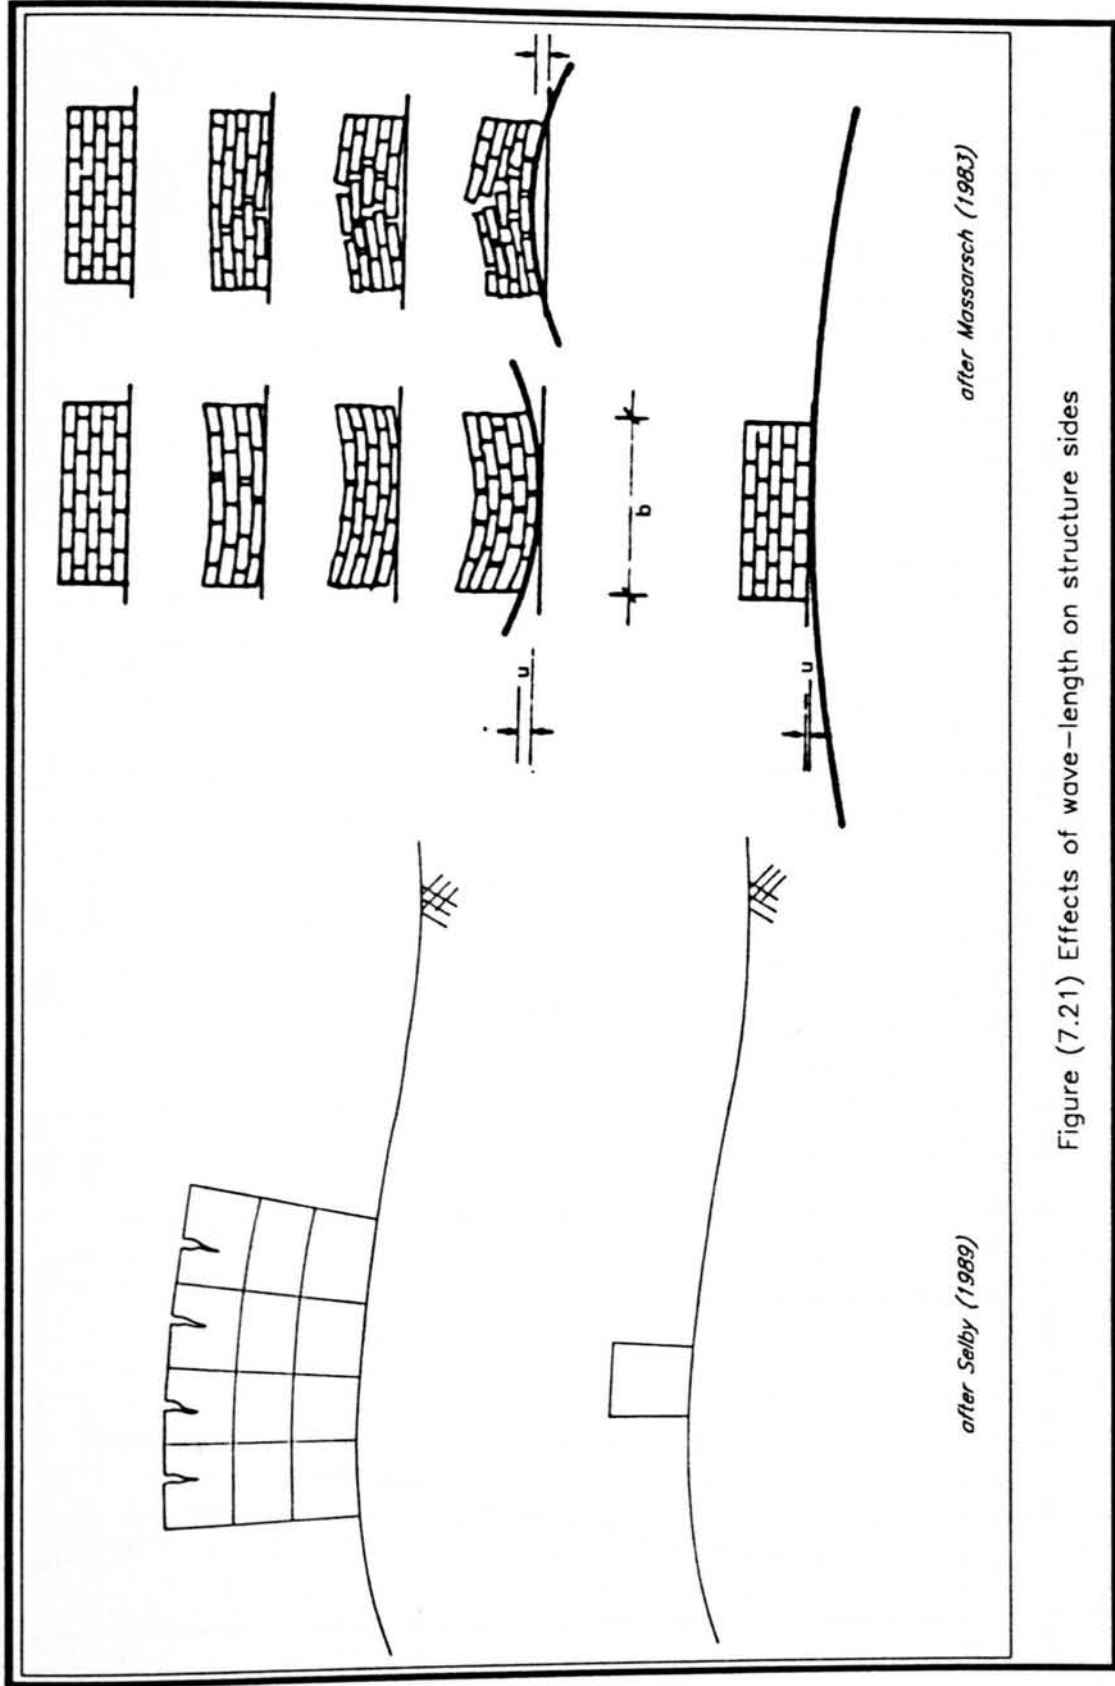 u
b
u
after Selby (1989)
after Massarsch (1983)
Figure (7.21) Effects of wave-length on structure sides